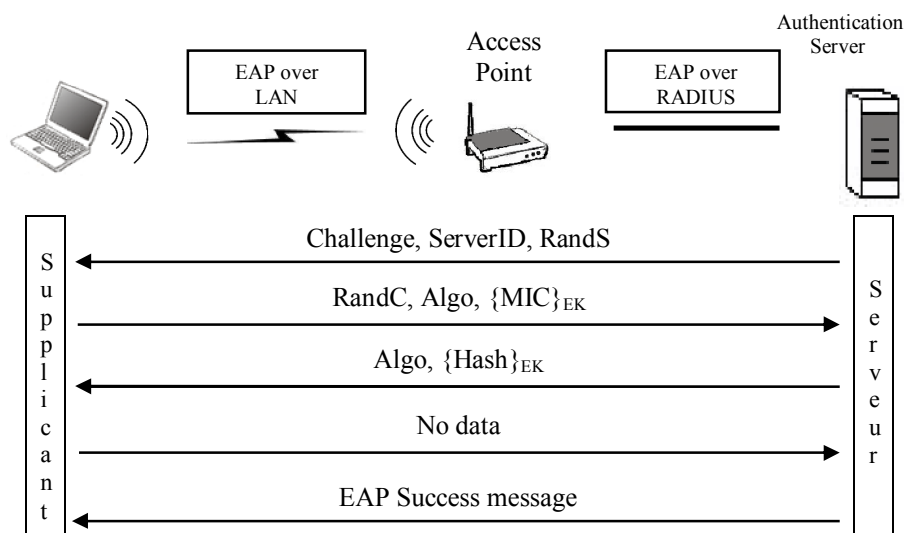 Authentication
Server
Access
Point
EAP over
LAN
EAP over
RADIUS
Challenge, ServerID, RandS
RandC, Algo, {MIC}EK
Algo, {Hash}EK
No data
EAP Success message
Supplicant
Serveur